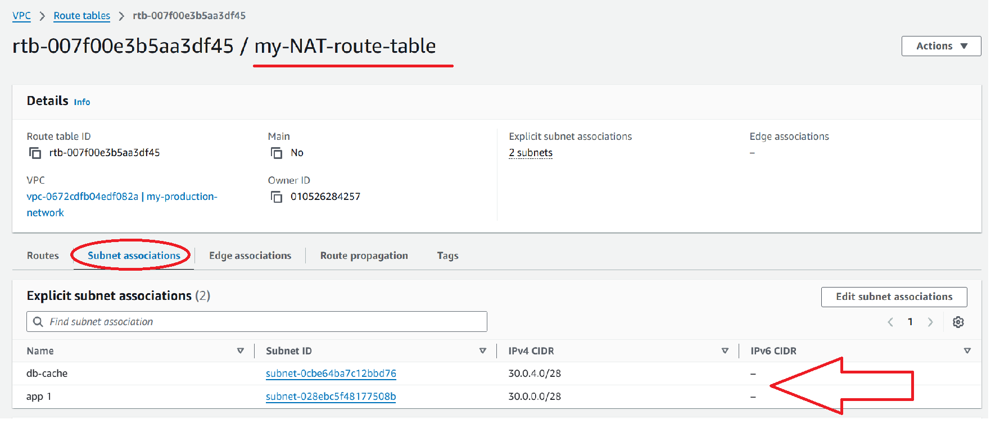 VPC > Route tables > rtb-007f00e3b5aa3df45
rtb-007f00e3b5aa3df45 / my-NAT-route-table
Actions
Details Info
Route table ID
rtb-007f00e3b5aa3df45
Main
No
Explicit subnet associations
2 subnets
Edge associations
–
VPC
vpc-0672cdfb04edf082a | my-production-
network
Owner ID
010526284257
Routes Subnet associations Edge associations Route propagation Tags
Explicit subnet associations (2)
Edit subnet associations
Find subnet association
1
Name Subnet ID IPv4 CIDR IPv6 CIDR
db-cache subnet-0cbe64ba7c12bbd76 30.0.4.0/28 –
app 1 subnet-028ebc5f48177508b 30.0.0.0/28 –